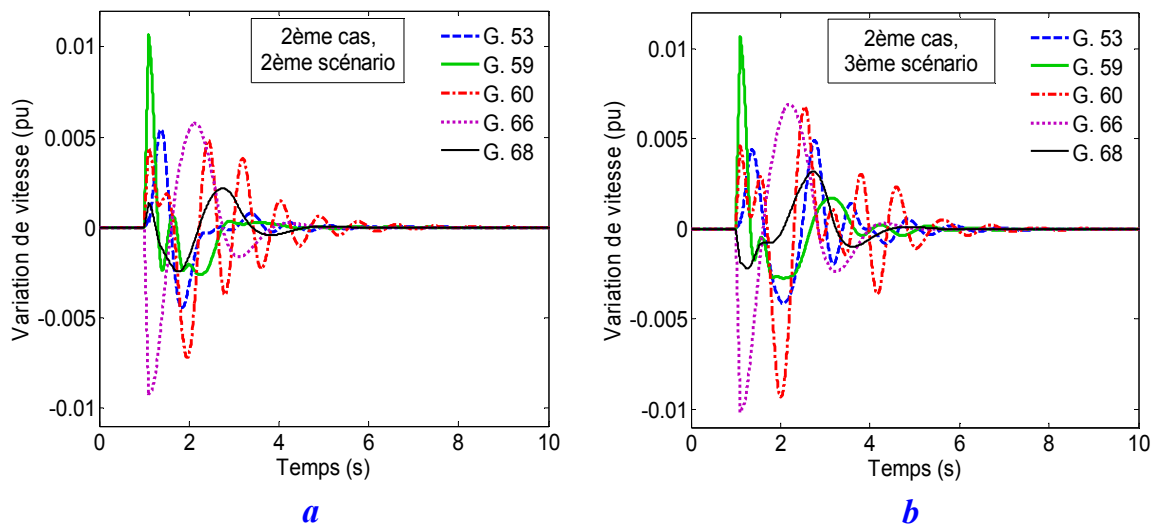 Variation de vitesse (pu)
0.01
0.005
0
-0.005
-0.01
2ème cas,
2ème scénario
G. 53
G. 59
G. 60
G. 66
G. 68
0 2 4 6 8 10
Temps (s)
a
Variation de vitesse (pu)
0.01
0.005
0
-0.005
-0.01
2ème cas,
3ème scénario
G. 53
G. 59
G. 60
G. 66
G. 68
0 2 4 6 8 10
Temps (s)
b